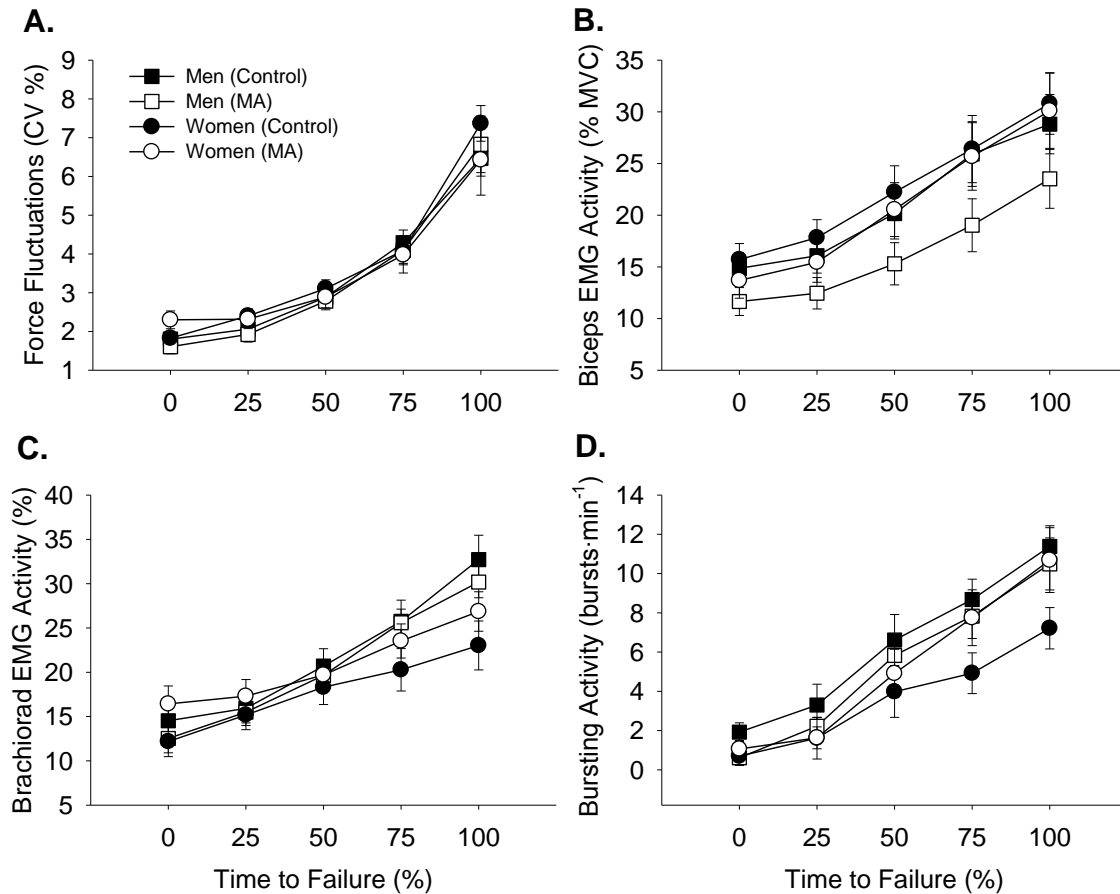 A.
Force Fluctuations (CV %)
9
8
7
6
5
4
3
2
1
Men (Control)
Men (MA)
Women (Control)
Women (MA)
0 25 50 75 100
B.
Biceps EMG Activity (% MVC)
35
30
25
20
15
10
5
0 25 50 75 100
C.
Brachiorad EMG Activity (%)
40
35
30
25
20
15
10
5
0 25 50 75 100
Time to Failure (%)
D.
Bursting Activity (bursts·min⁻¹)
14
12
10
8
6
4
2
0
0 25 50 75 100
Time to Failure (%)